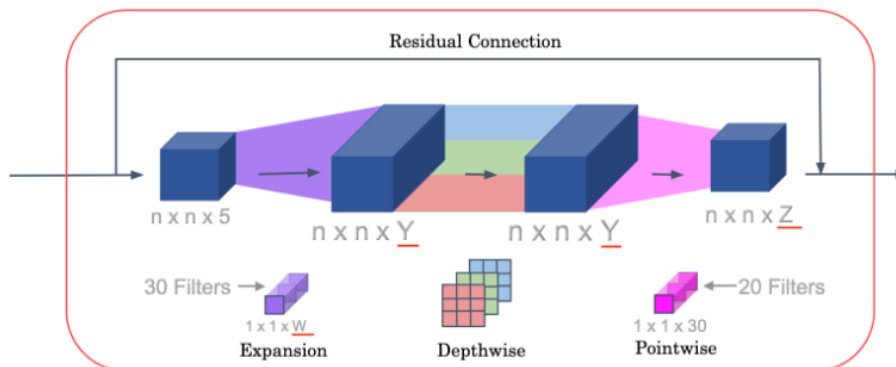 Residual Connection
n x n x 5
n x n x Y
n x n x Y
n x n x Z
30 Filters
20 Filters
1 x 1 x W
1 x 1 x 30
Expansion
Depthwise
Pointwise